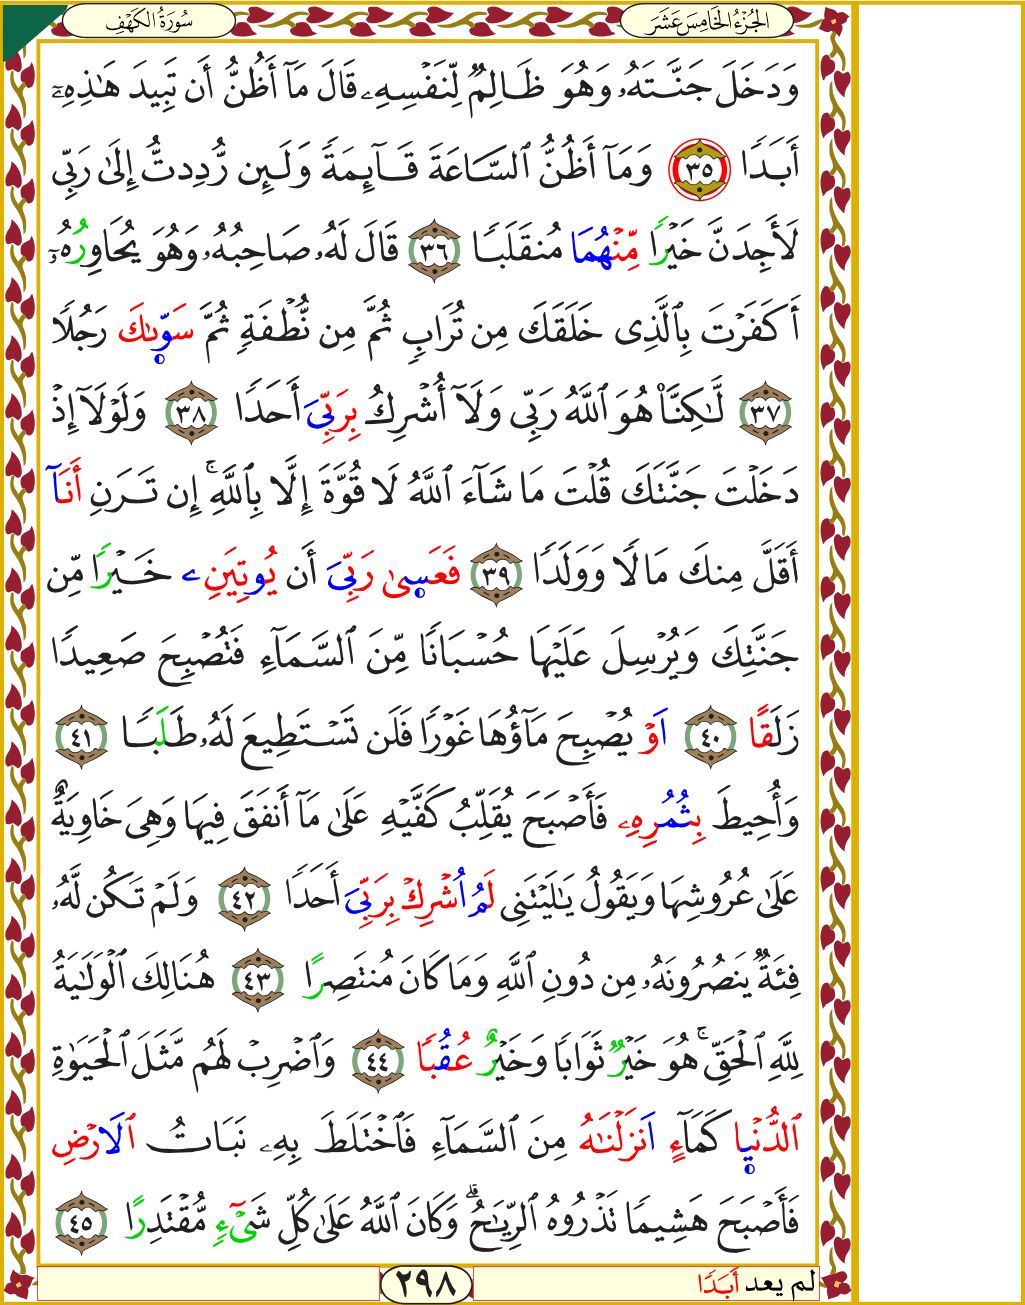 سُورَةُ الكَهْفِ
الجُزْءُ الخَامِسَ عَشَرَ
وَدَخَلَ جَنَّتَهُۥ وَهُوَ ظَالِمٌ لِّنَفْسِهِۦ قَالَ مَآ أَظُنُّ أَن تَبِيدَ هَٰذِهِۦٓ
أَبَدًا ٣٥ وَمَآ أَظُنُّ ٱلسَّاعَةَ قَآئِمَةً وَلَئِن رُّدِدتُّ إِلَىٰ رَبِّى
لَأَجِدَنَّ خَيْرًا مِّنْهُمَا مُنقَلَبًا ٣٦ قَالَ لَهُۥ صَاحِبُهُۥ وَهُوَ يُحَاوِرُهُۥٓ
أَكَفَرْتَ بِٱلَّذِى خَلَقَكَ مِن تُرَابٍ ثُمَّ مِن نُّطْفَةٍ ثُمَّ سَوّٜىٰكَ رَجُلًا
٣٧ لَّٰكِنَّا۠ هُوَ ٱللَّهُ رَبِّى وَلَآ أُشْرِكُ بِرَبِّىَ أَحَدًا ٣٨ وَلَوْلَآ إِذْ
دَخَلْتَ جَنَّتَكَ قُلْتَ مَا شَآءَ ٱللَّهُ لَا قُوَّةَ إِلَّا بِٱللَّهِ ۚ إِن تَرَنِ أَنَآ
أَقَلَّ مِنكَ مَالًا وَوَلَدًا ٣٩ فَعَسٜىٰ رَبِّىَ أَن يُوتِيَنِۦ خَيْرًا مِّن
جَنَّتِكَ وَيُرْسِلَ عَلَيْهَا حُسْبَانًا مِّنَ ٱلسَّمَآءِ فَتُصْبِحَ صَعِيدًا
زَلَقًا ٤٠ اَوْ يُصْبِحَ مَآؤُهَا غَوْرًا فَلَن تَسْتَطِيعَ لَهُۥ طَلَبًا ٤١
وَأُحِيطَ بِثُمُرِهِۦ فَأَصْبَحَ يُقَلِّبُ كَفَّيْهِ عَلَىٰ مَآ أَنفَقَ فِيهَا وَهِىَ خَاوِيَةٌ
عَلَىٰ عُرُوشِهَا وَيَقُولُ يَٰلَيْتَنِى لَمُ اُشْرِكْ بِرَبِّىَ أَحَدًا ٤٢ وَلَمْ تَكُن لَّهُۥ
فِئَةٌ يَنصُرُونَهُۥ مِن دُونِ ٱللَّهِ وَمَا كَانَ مُنتَصِرًا ٤٣ هُنَالِكَ ٱلْوَلَٰيَةُ
لِلَّهِ ٱلْحَقِّ ۚ هُوَ خَيْرٌ ثَوَابًا وَخَيْرٌ عُقُبًا ٤٤ وَٱضْرِبْ لَهُم مَّثَلَ ٱلْحَيَوٰةِ
ٱلدُّنْيٜا كَمَآءٍ اَنزَلْنَٰهُ مِنَ ٱلسَّمَآءِ فَٱخْتَلَطَ بِهِۦ نَبَاتُ ٱلَارْضِ
فَأَصْبَحَ هَشِيمًا تَذْرُوهُ ٱلرِّيَٰحُ ۗ وَكَانَ ٱللَّهُ عَلَىٰ كُلِّ شَىْءٍ مُّقْتَدِرًا ٤٥
لم يعد أَبَدًا
٢٩٨